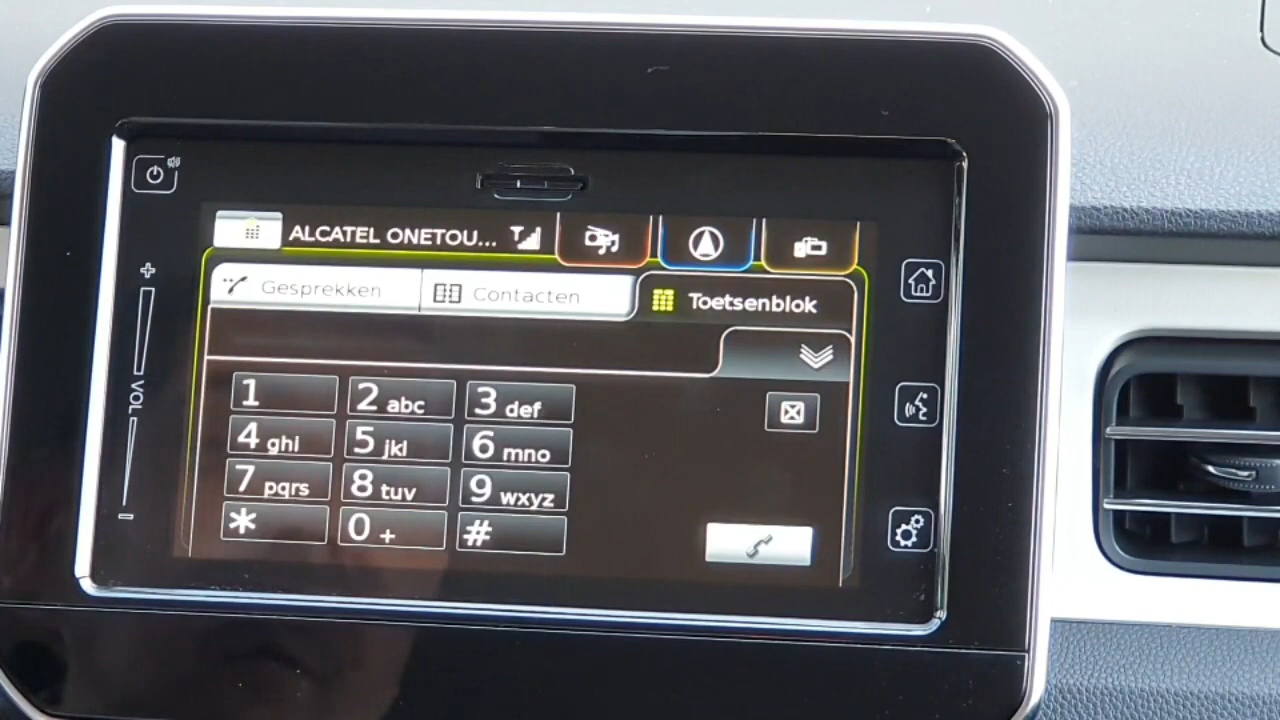 ALCATEL ONETOU...
Gesprekken Contacten Toetsenblok
1 2 abc 3 def
4 ghi 5 jkl 6 mno
7 pqrs 8 tuv 9 wxyz
* 0 + #
+
VOL
-